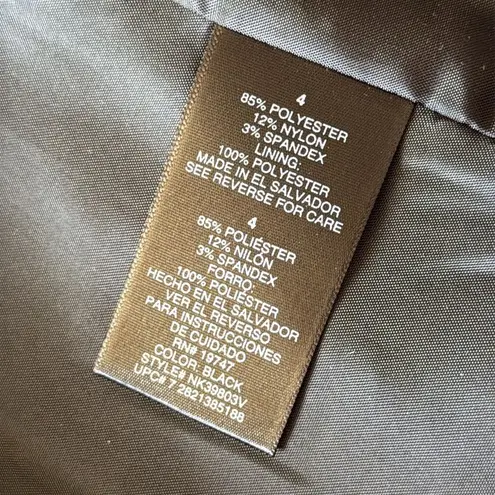 4
85% POLYESTER
12% NYLON
3% SPANDEX
LINING:
100% POLYESTER
MADE IN EL SALVADOR
SEE REVERSE FOR CARE
4
85% POLIÉSTER
12% NILÓN
3% SPANDEX
FORRO:
100% POLIÉSTER
HECHO EN EL SALVADOR
VER EL REVERSO
PARA INSTRUCCIONES
DE CUIDADO
RN# 19747
COLOR: BLACK
STYLE# NK39803V
UPC# 7 2821385188